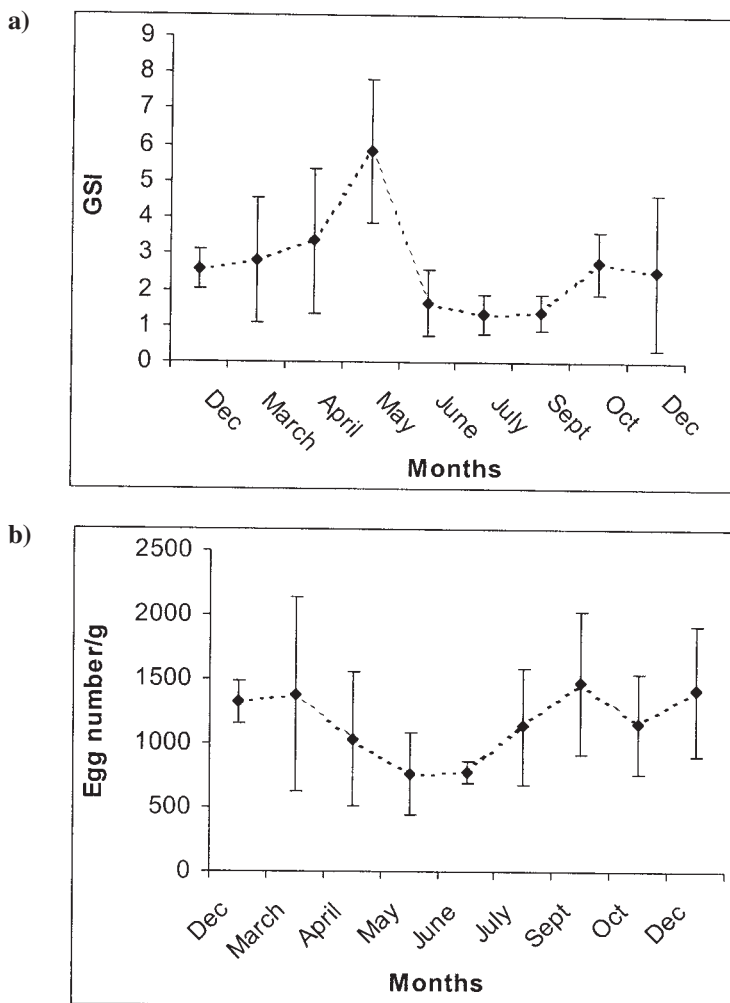 a)
9
8
7
6
5
4
3
2
1
0
GSI
Dec March April May June July Sept Oct Dec
Months
b)
2500
2000
1500
1000
500
0
Egg number/g
Dec March April May June July Sept Oct Dec
Months